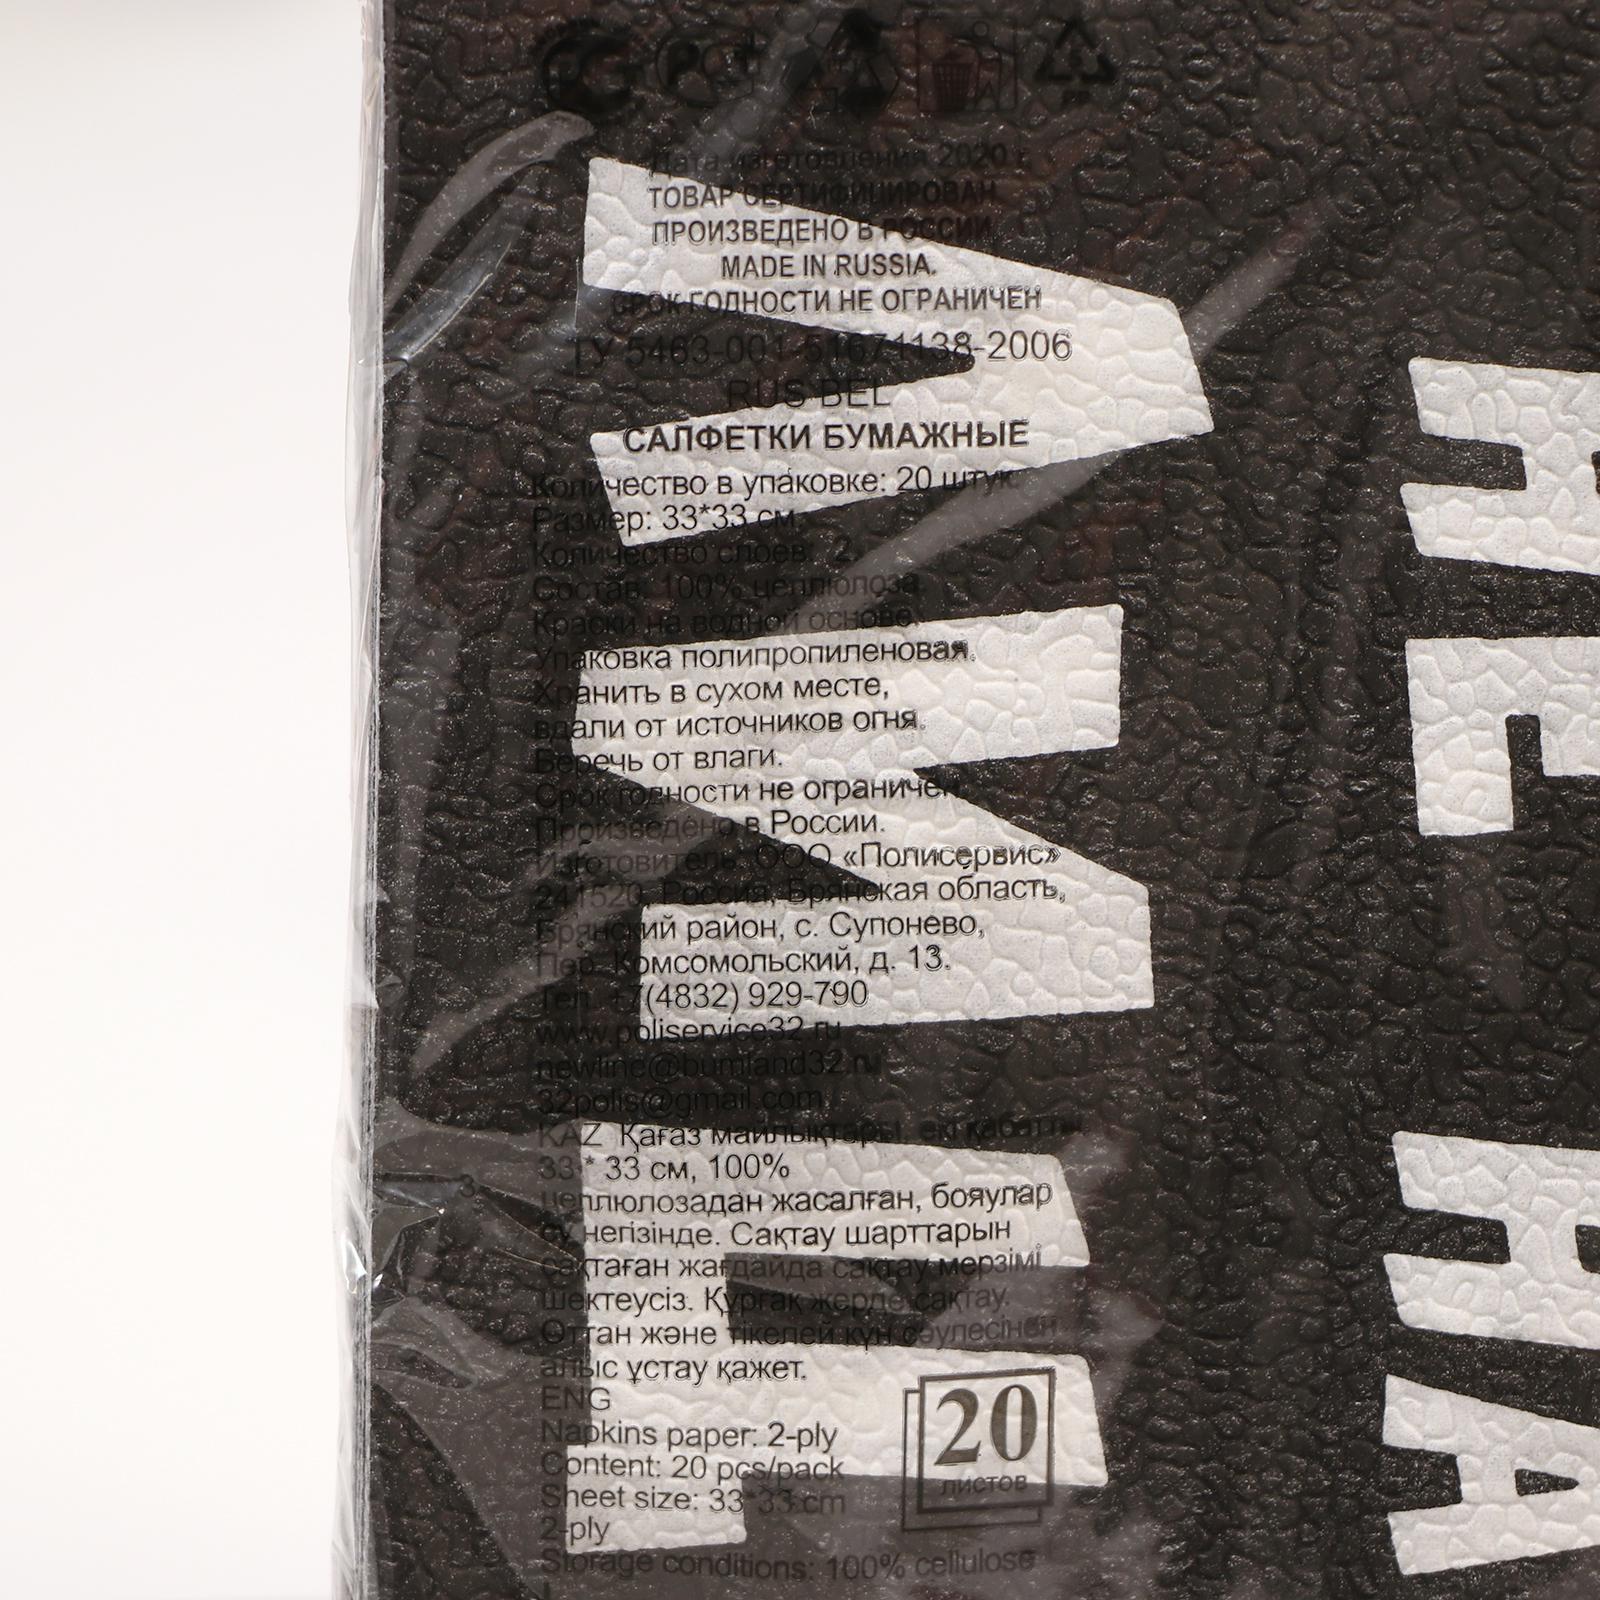 РСТ
PP
Дата изготовления 2020 г.
ТОВАР СЕРТИФИЦИРОВАН
ПРОИЗВЕДЕНО В РОССИИ
MADE IN RUSSIA.
СРОК ГОДНОСТИ НЕ ОГРАНИЧЕН
ТУ 5463-001-51671138-2006
RUS BEL
САЛФЕТКИ БУМАЖНЫЕ
Количество в упаковке: 20 штук
Размер: 33*33 см.
Количество слоев: 2.
Состав: 100% целлюлоза.
Краски на водной основе.
Упаковка полипропиленовая.
Хранить в сухом месте,
вдали от источников огня.
Беречь от влаги.
Срок годности не ограничен.
Произведено в России.
Изготовитель: ООО «Полисервис»
241520, Россия, Брянская область,
Брянский район, с. Супонево,
Пер. Комсомольский, д. 13.
Тел. +7(4832) 929-790
www.poliservice32.ru
newline@bumland32.ru
32polis@gmail.com
KAZ Қағаз майлықтары, екі қабатты
33 * 33 см, 100%
целлюлозадан жасалған, бояулар
су негізінде. Сақтау шарттарын
сақтаған жағдайда сақтау мерзімі
шектеусіз. Құрғақ жерде сақтау.
Оттан және тікелей күн сәулесінен
алыс ұстау қажет.
ENG
Napkins paper: 2-ply
Content: 20 pcs/pack
Sheet size: 33*33 cm
2-ply
Storage conditions: 100% cellulose
20
листов